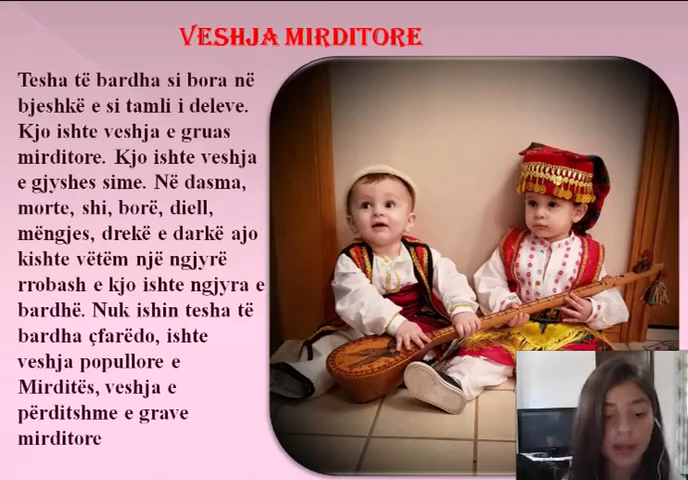 VESHJA MIRDITORE
Tesha të bardha si bora në
bjeshkë e si tamli i deleve.
Kjo ishte veshja e gruas
mirditore. Kjo ishte veshja
e gjyshes sime. Në dasma,
morte, shi, borë, diell,
mëngjes, drekë e darkë ajo
kishte vëtëm një ngjyrë
rrobash e kjo ishte ngjyra e
bardhë. Nuk ishin tesha të
bardha çfarëdo, ishte
veshja popullore e
Mirditës, veshja e
përditshme e grave
mirditore